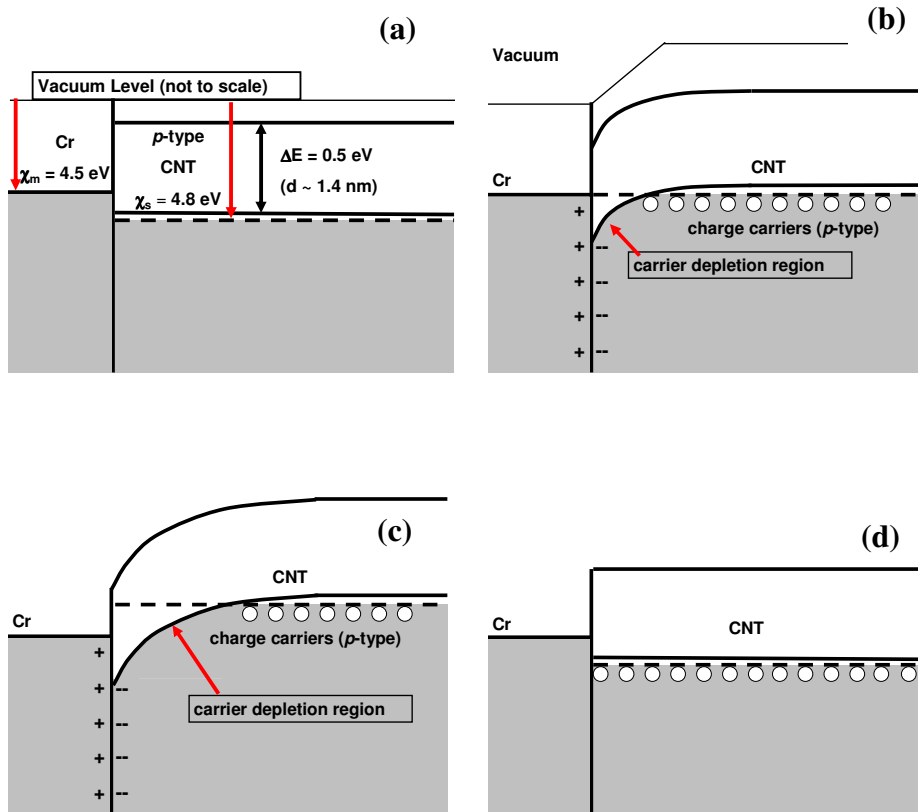 (a)
Vacuum Level (not to scale)
Cr
χm = 4.5 eV
p-type
CNT
χs = 4.8 eV
ΔE = 0.5 eV
(d ~ 1.4 nm)
(b)
Vacuum
Cr
CNT
charge carriers (p-type)
carrier depletion region
+
+ --
+ --
+ --
+ --
(c)
CNT
Cr
charge carriers (p-type)
carrier depletion region
+
+ --
+ --
+ --
+ --
(d)
Cr
CNT